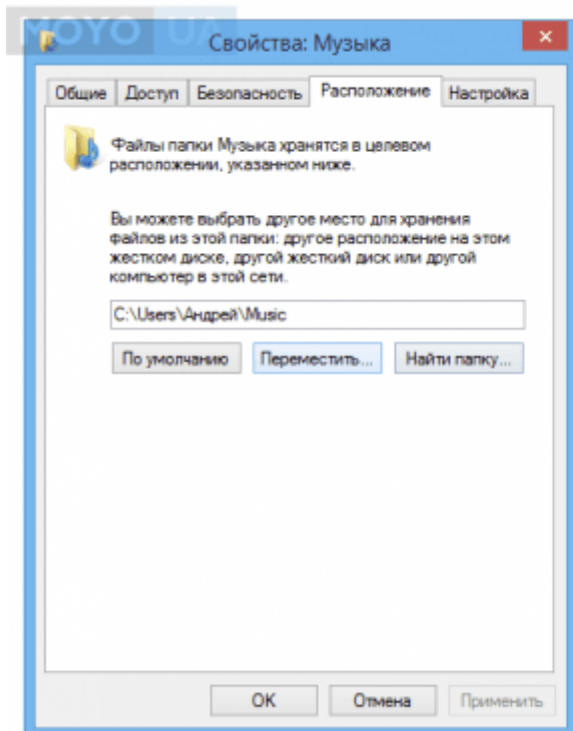 MOYO UA
Свойства: Музыка
Общие Доступ Безопасность Расположение Настройка
Файлы папки Музыка хранятся в целевом
расположении, указанном ниже.
Вы можете выбрать другое место для хранения
файлов из этой папки: другое расположение на этом
жестком диске, другой жесткий диск или другой
компьютер в этой сети.
C:\Users\Андрей\Music
По умолчанию Переместить... Найти папку...
OK Отмена Применить